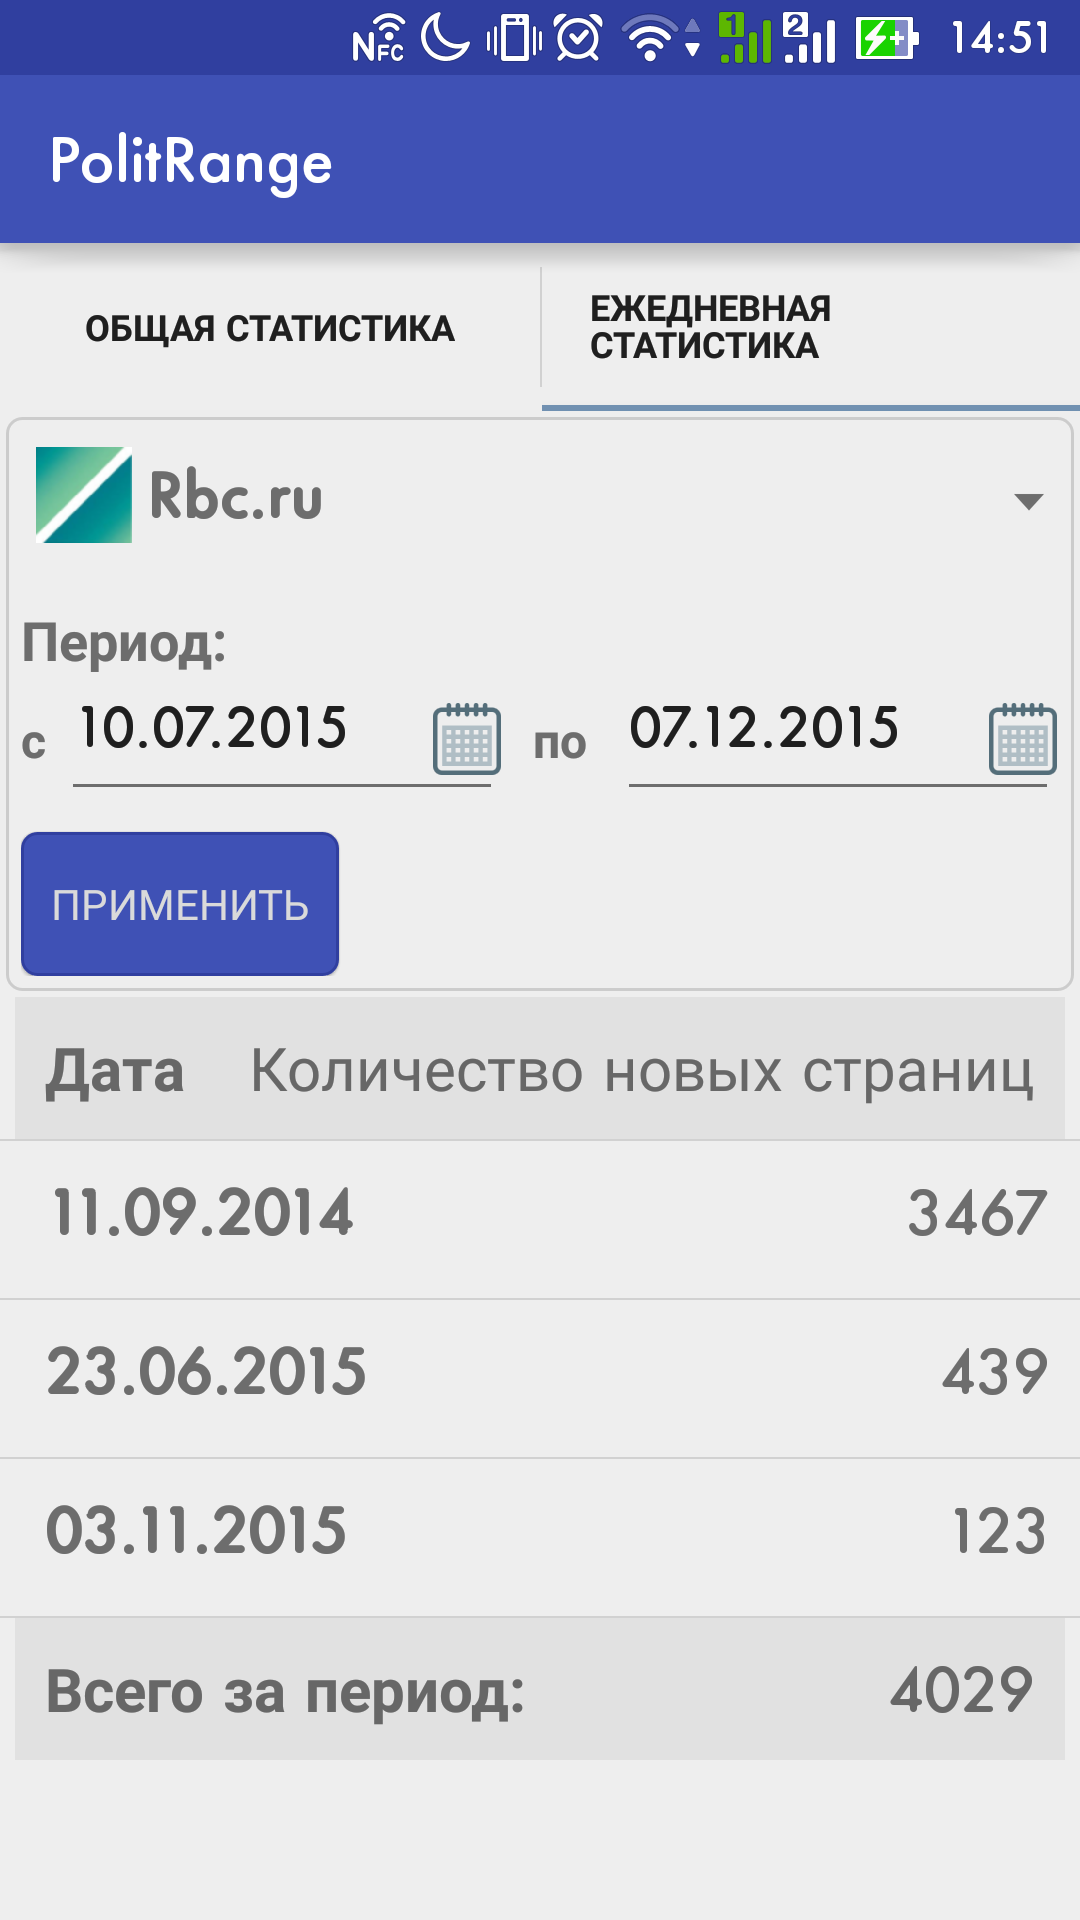 NFC 1 2 14:51
PolitRange
ОБЩАЯ СТАТИСТИКА
ЕЖЕДНЕВНАЯ
СТАТИСТИКА
Rbc.ru
Период:
с 10.07.2015 по 07.12.2015
ПРИМЕНИТЬ
Дата Количество новых страниц
11.09.2014 3467
23.06.2015 439
03.11.2015 123
Всего за период: 4029